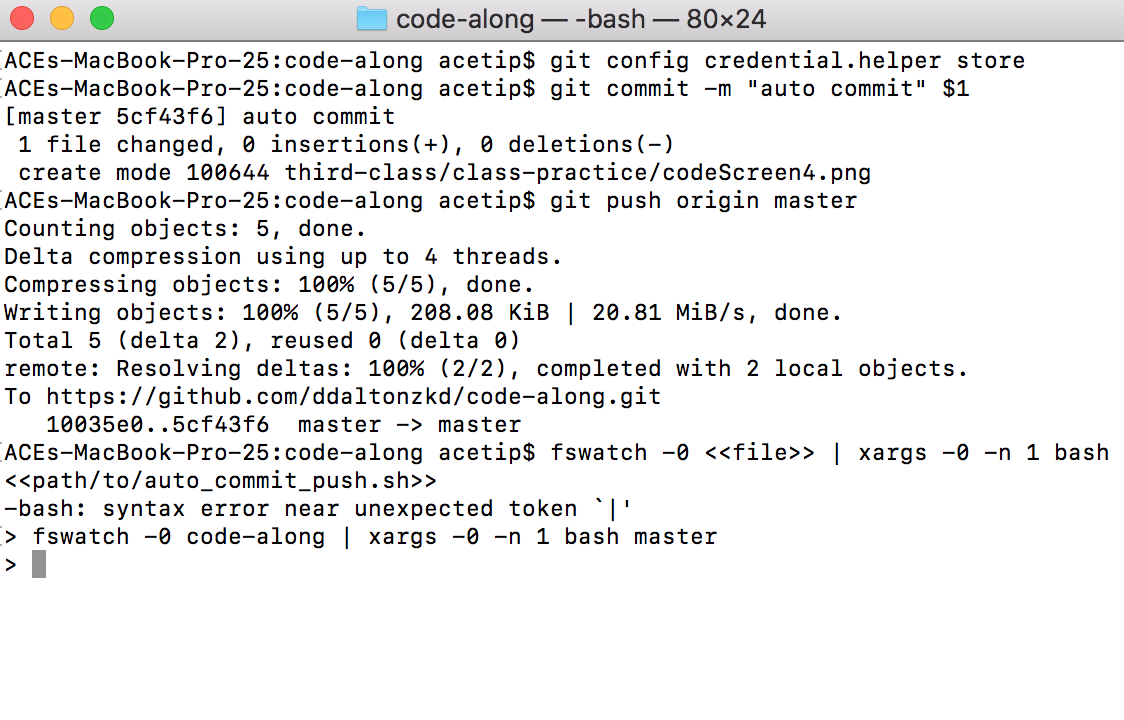 code-along — -bash — 80×24
[ACEs-MacBook-Pro-25:code-along acetip$ git config credential.helper store
[ACEs-MacBook-Pro-25:code-along acetip$ git commit -m "auto commit" $1
[master 5cf43f6] auto commit
 1 file changed, 0 insertions(+), 0 deletions(-)
 create mode 100644 third-class/class-practice/codeScreen4.png
[ACEs-MacBook-Pro-25:code-along acetip$ git push origin master
Counting objects: 5, done.
Delta compression using up to 4 threads.
Compressing objects: 100% (5/5), done.
Writing objects: 100% (5/5), 208.08 KiB | 20.81 MiB/s, done.
Total 5 (delta 2), reused 0 (delta 0)
remote: Resolving deltas: 100% (2/2), completed with 2 local objects.
To https://github.com/ddaltonzkd/code-along.git
   10035e0..5cf43f6  master -> master
[ACEs-MacBook-Pro-25:code-along acetip$ fswatch -0 <<file>> | xargs -0 -n 1 bash
<<path/to/auto_commit_push.sh>>
-bash: syntax error near unexpected token `|'
[> fswatch -0 code-along | xargs -0 -n 1 bash master
>